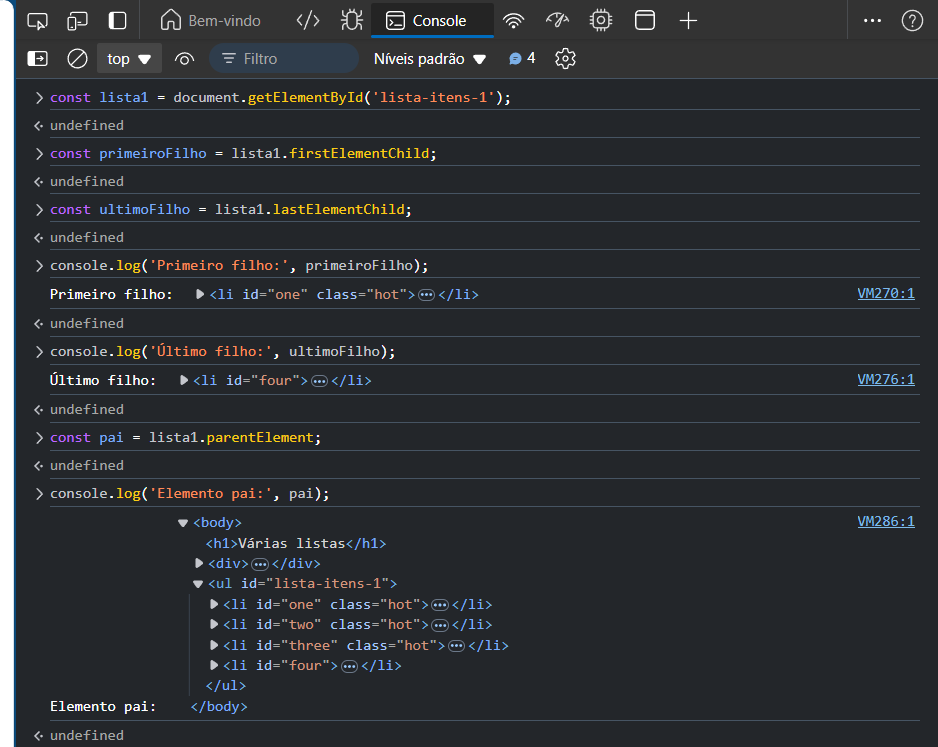 Bem-vindo </> Console
top Filtro Níveis padrão 4
> const lista1 = document.getElementById('lista-itens-1');
undefined
> const primeiroFilho = lista1.firstElementChild;
undefined
> const ultimoFilho = lista1.lastElementChild;
undefined
> console.log('Primeiro filho:', primeiroFilho);
Primeiro filho: <li id="one" class="hot">…</li> VM270:1
undefined
> console.log('Último filho:', ultimoFilho);
Último filho: <li id="four">…</li> VM276:1
undefined
> const pai = lista1.parentElement;
undefined
> console.log('Elemento pai:', pai);
<body> VM286:1
<h1>Várias listas</h1>
<div>…</div>
<ul id="lista-itens-1">
<li id="one" class="hot">…</li>
<li id="two" class="hot">…</li>
<li id="three" class="hot">…</li>
<li id="four">…</li>
</ul>
Elemento pai: </body>
undefined